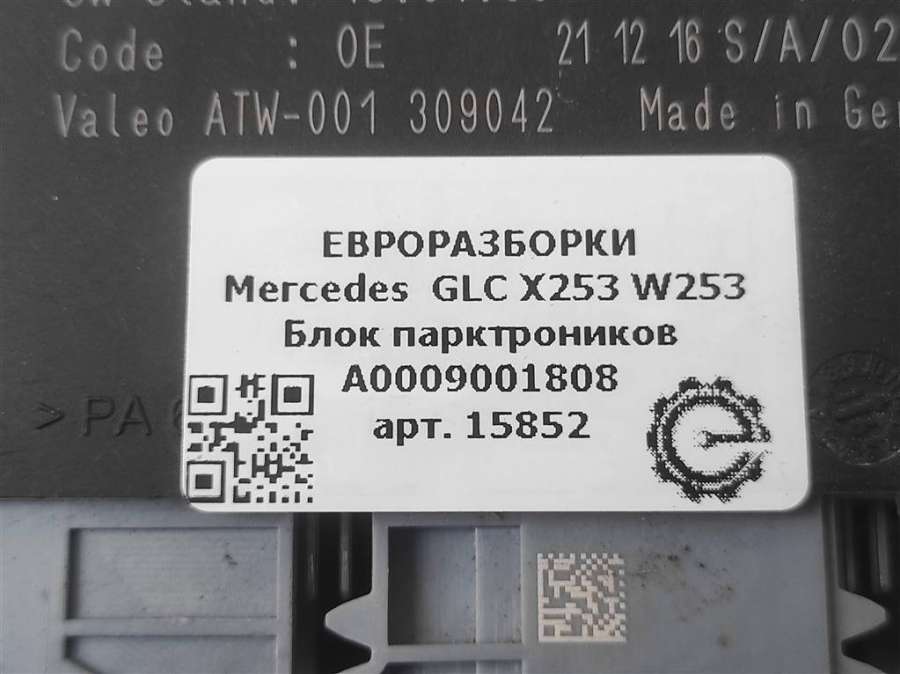 Code : 0E 21 12 16 S/A/02
Valeo ATW-001 309042 Made in Ger
ЕВРОРАЗБОРКИ
Mercedes GLC X253 W253
Блок парктроников
A0009001808
арт. 15852
>PA 6